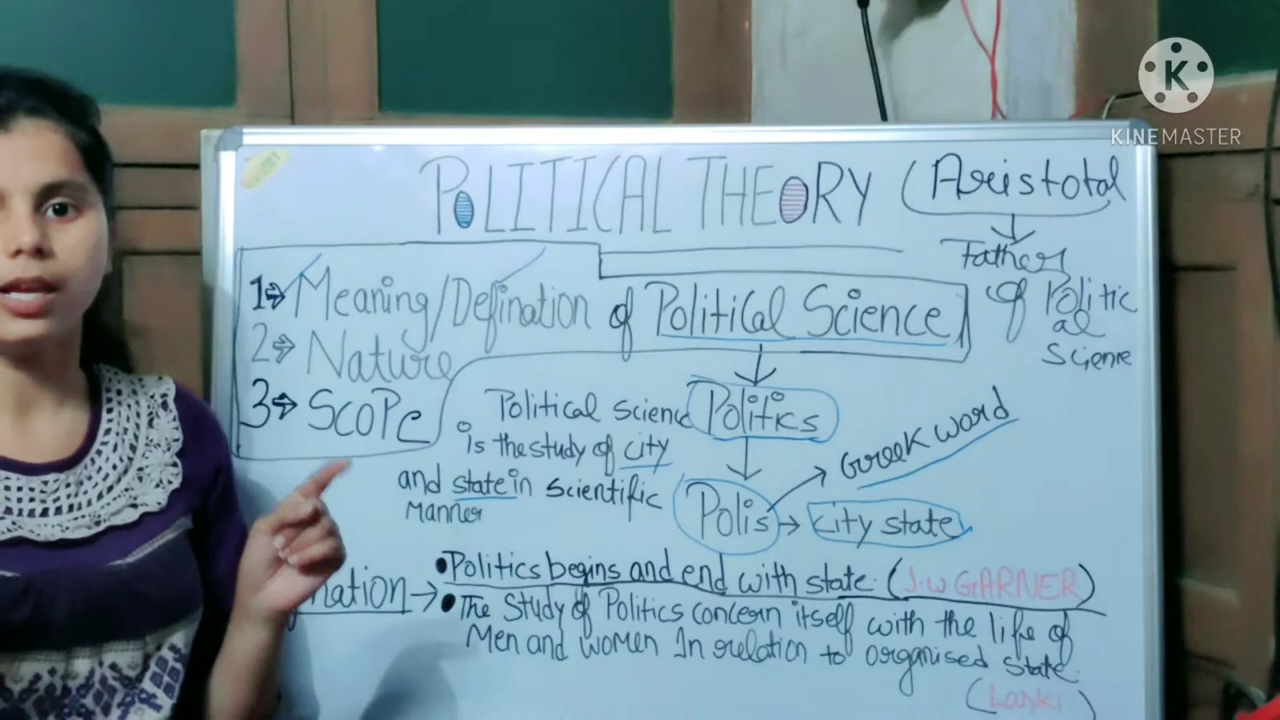 KINEMASTER
POLITICAL THEORY (Aristotal
Father
of Politic
al
Science
1⇒ Meaning/Defination of Political Science
2⇒ Nature
3⇒ SCOPe
Politics
Political Science
is the study of city
and state in scientific
manner
Polis → city state
Greek word
nation → • Politics begins and end with state. (J.W GARNER)
• The Study of Politics concern itself with the life of
Men and women In relation to organised state.
(Laski)